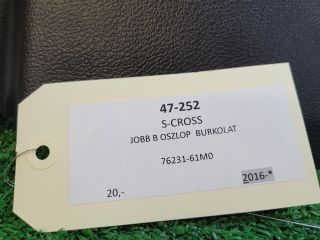 47-252
S-CROSS
JOBB B OSZLOP BURKOLAT
76231-61M0
2016-*
20,-